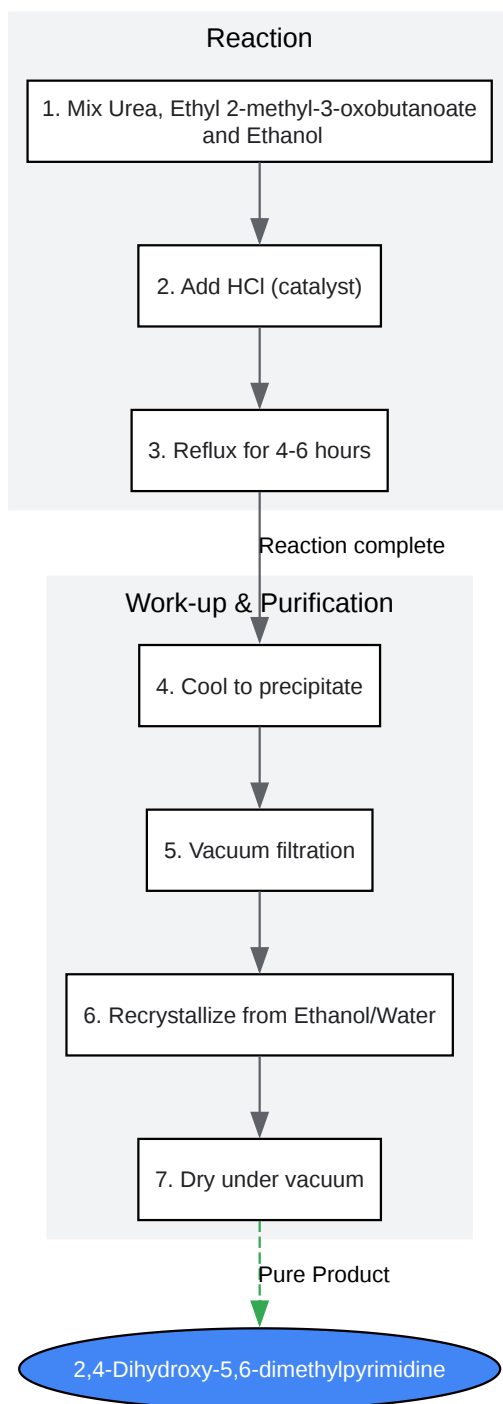 Reaction
1. Mix Urea, Ethyl 2-methyl-3-oxobutanoate
and Ethanol
2. Add HCl (catalyst)
3. Reflux for 4-6 hours
Reaction complete
Work-up & Purification
4. Cool to precipitate
5. Vacuum filtration
6. Recrystallize from Ethanol/Water
7. Dry under vacuum
Pure Product
2,4-Dihydroxy-5,6-dimethylpyrimidine